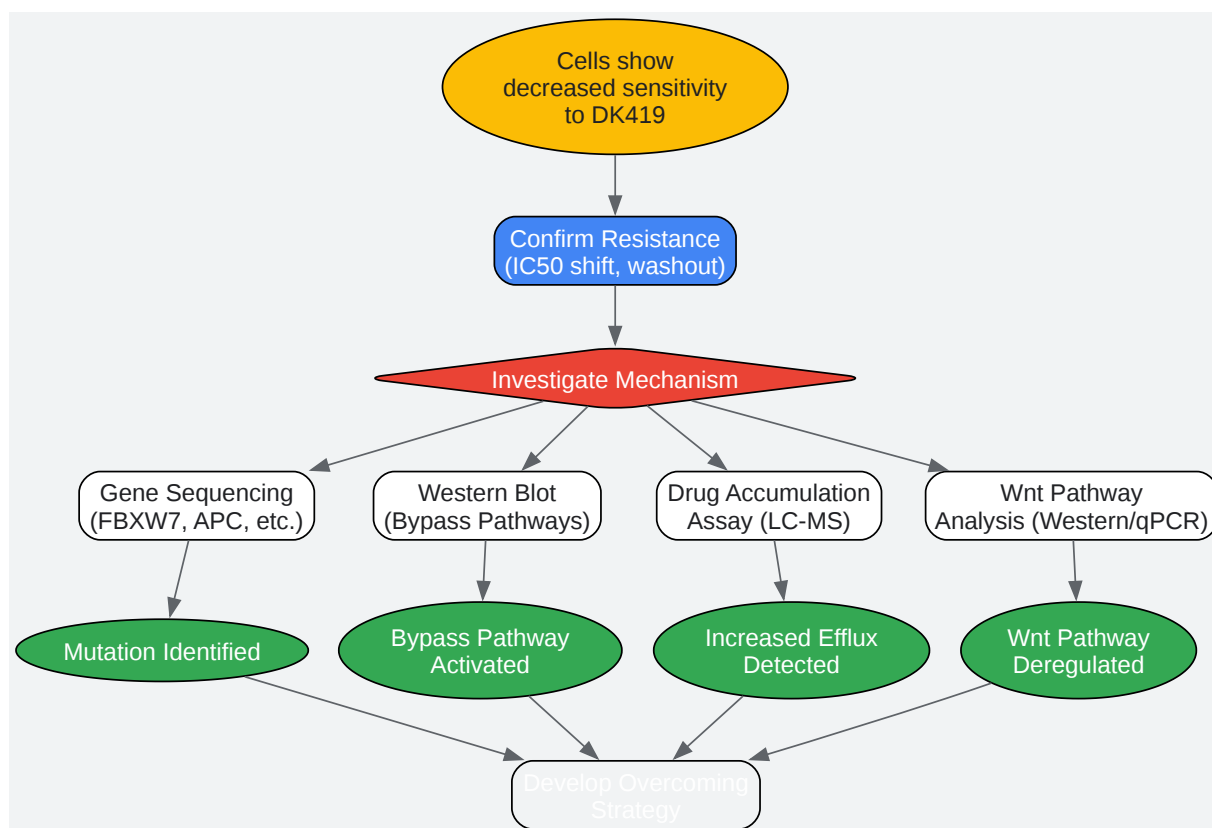 Cells show
decreased sensitivity
to DK419
Confirm Resistance
(IC50 shift, washout)
Investigate Mechanism
Gene Sequencing
(FBXW7, APC, etc.)
Western Blot
(Bypass Pathways)
Drug Accumulation
Assay (LC-MS)
Wnt Pathway
Analysis (Western/qPCR)
Mutation Identified
Bypass Pathway
Activated
Increased Efflux
Detected
Wnt Pathway
Deregulated
Develop Overcoming
Strategy